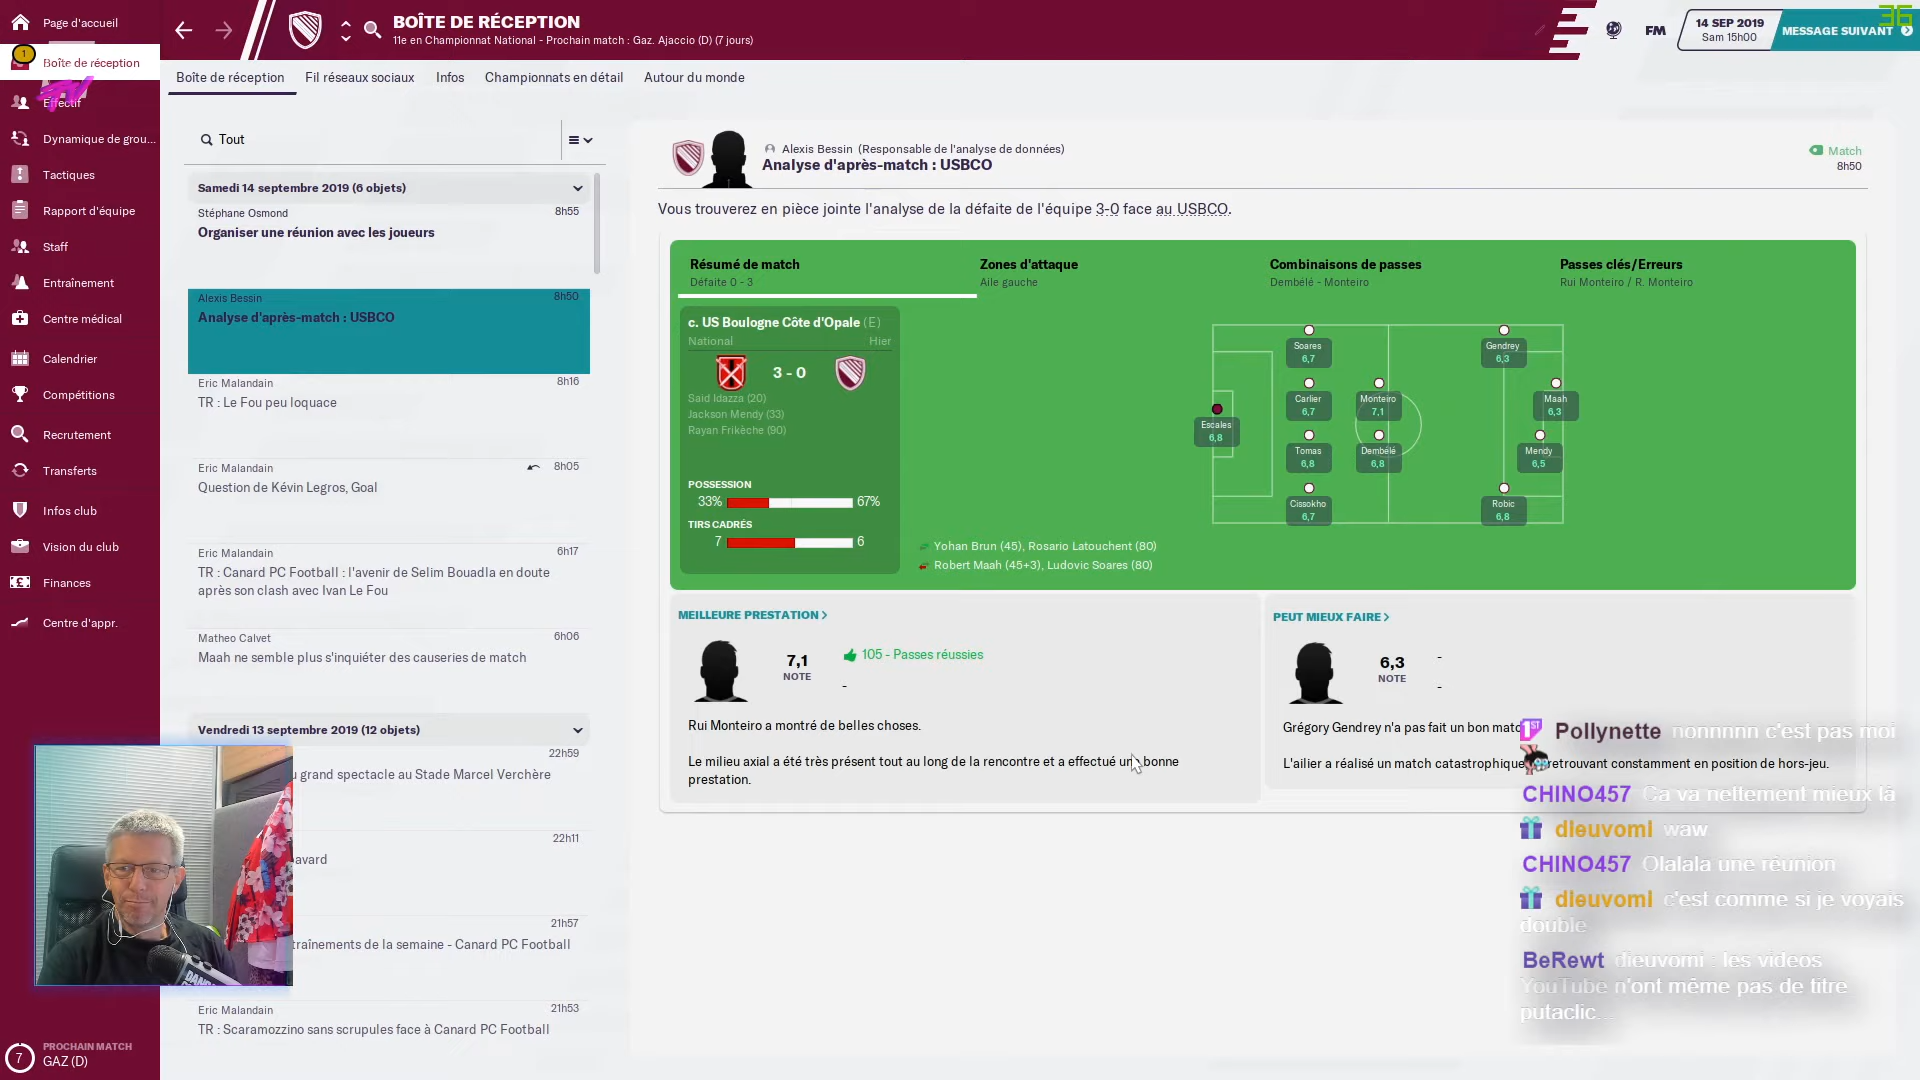 Page d'accueil
1
Boîte de réception
Effectif
Dynamique de grou...
Tactiques
Rapport d'équipe
Staff
Entraînement
Centre médical
Calendrier
Compétitions
Recrutement
Transferts
Infos club
Vision du club
Finances
Centre d'appr.
7
PROCHAIN MATCH
GAZ (D)
BOÎTE DE RÉCEPTION
11e en Championnat National - Prochain match : Gaz. Ajaccio (D) (7 jours)
FM
14 SEP 2019
Sam 15h00
MESSAGE SUIVANT
36
Boîte de réception
Fil réseaux sociaux
Infos
Championnats en détail
Autour du monde
Tout
Samedi 14 septembre 2019 (6 objets)
Stéphane Osmond 8h55
Organiser une réunion avec les joueurs
Alexis Bessin 8h50
Analyse d'après-match : USBCO
Eric Malandain 8h16
TR : Le Fou peu loquace
Eric Malandain 8h05
Question de Kévin Legros, Goal
Eric Malandain 6h17
TR : Canard PC Football : l'avenir de Selim Bouadla en doute
après son clash avec Ivan Le Fou
Matheo Calvet 6h06
Maah ne semble plus s'inquiéter des causeries de match
Vendredi 13 septembre 2019 (12 objets)
22h59
grand spectacle au Stade Marcel Verchère
22h11
avard
21h57
traînements de la semaine - Canard PC Football
Eric Malandain 21h53
TR : Scaramozzino sans scrupules face à Canard PC Football
Alexis Bessin (Responsable de l'analyse de données)
Analyse d'après-match : USBCO
Match
8h50
Vous trouverez en pièce jointe l'analyse de la défaite de l'équipe 3-0 face au USBCO.
Résumé de match
Défaite 0 - 3
Zones d'attaque
Aile gauche
Combinaisons de passes
Dembélé - Monteiro
Passes clés/Erreurs
Rui Monteiro / R. Monteiro
c. US Boulogne Côte d'Opale (E)
National Hier
3 - 0
Saïd Idazza (20)
Jackson Mendy (33)
Rayan Frikèche (90)
POSSESSION
33% 67%
TIRS CADRÉS
7 6
Soares
6,7
Gendrey
6,3
Carlier
6,7
Monteiro
7,1
Maah
6,3
Escales
6,8
Tomas
6,8
Dembélé
6,8
Mendy
6,5
Cissokho
6,7
Robic
6,8
Yohan Brun (45), Rosario Latouchent (80)
Robert Maah (45+3), Ludovic Soares (80)
MEILLEURE PRESTATION
7,1
NOTE
105 - Passes réussies
-
Rui Monteiro a montré de belles choses.
Le milieu axial a été très présent tout au long de la rencontre et a effectué une bonne
prestation.
PEUT MIEUX FAIRE
6,3
NOTE
-
-
Grégory Gendrey n'a pas fait un bon matc
L'ailier a réalisé un match catastrophique retrouvant constamment en position de hors-jeu.
1ST Pollynette nonnnnn c'est pas moi
CHINO457 Ca va nettement mieux là
dieuvomi waw
CHINO457 Olalala une réunion
dieuvomi c'est comme si je voyais
double
BeRewt dieuvomi : les videos
YouTube n'ont même pas de titre
putaclic...